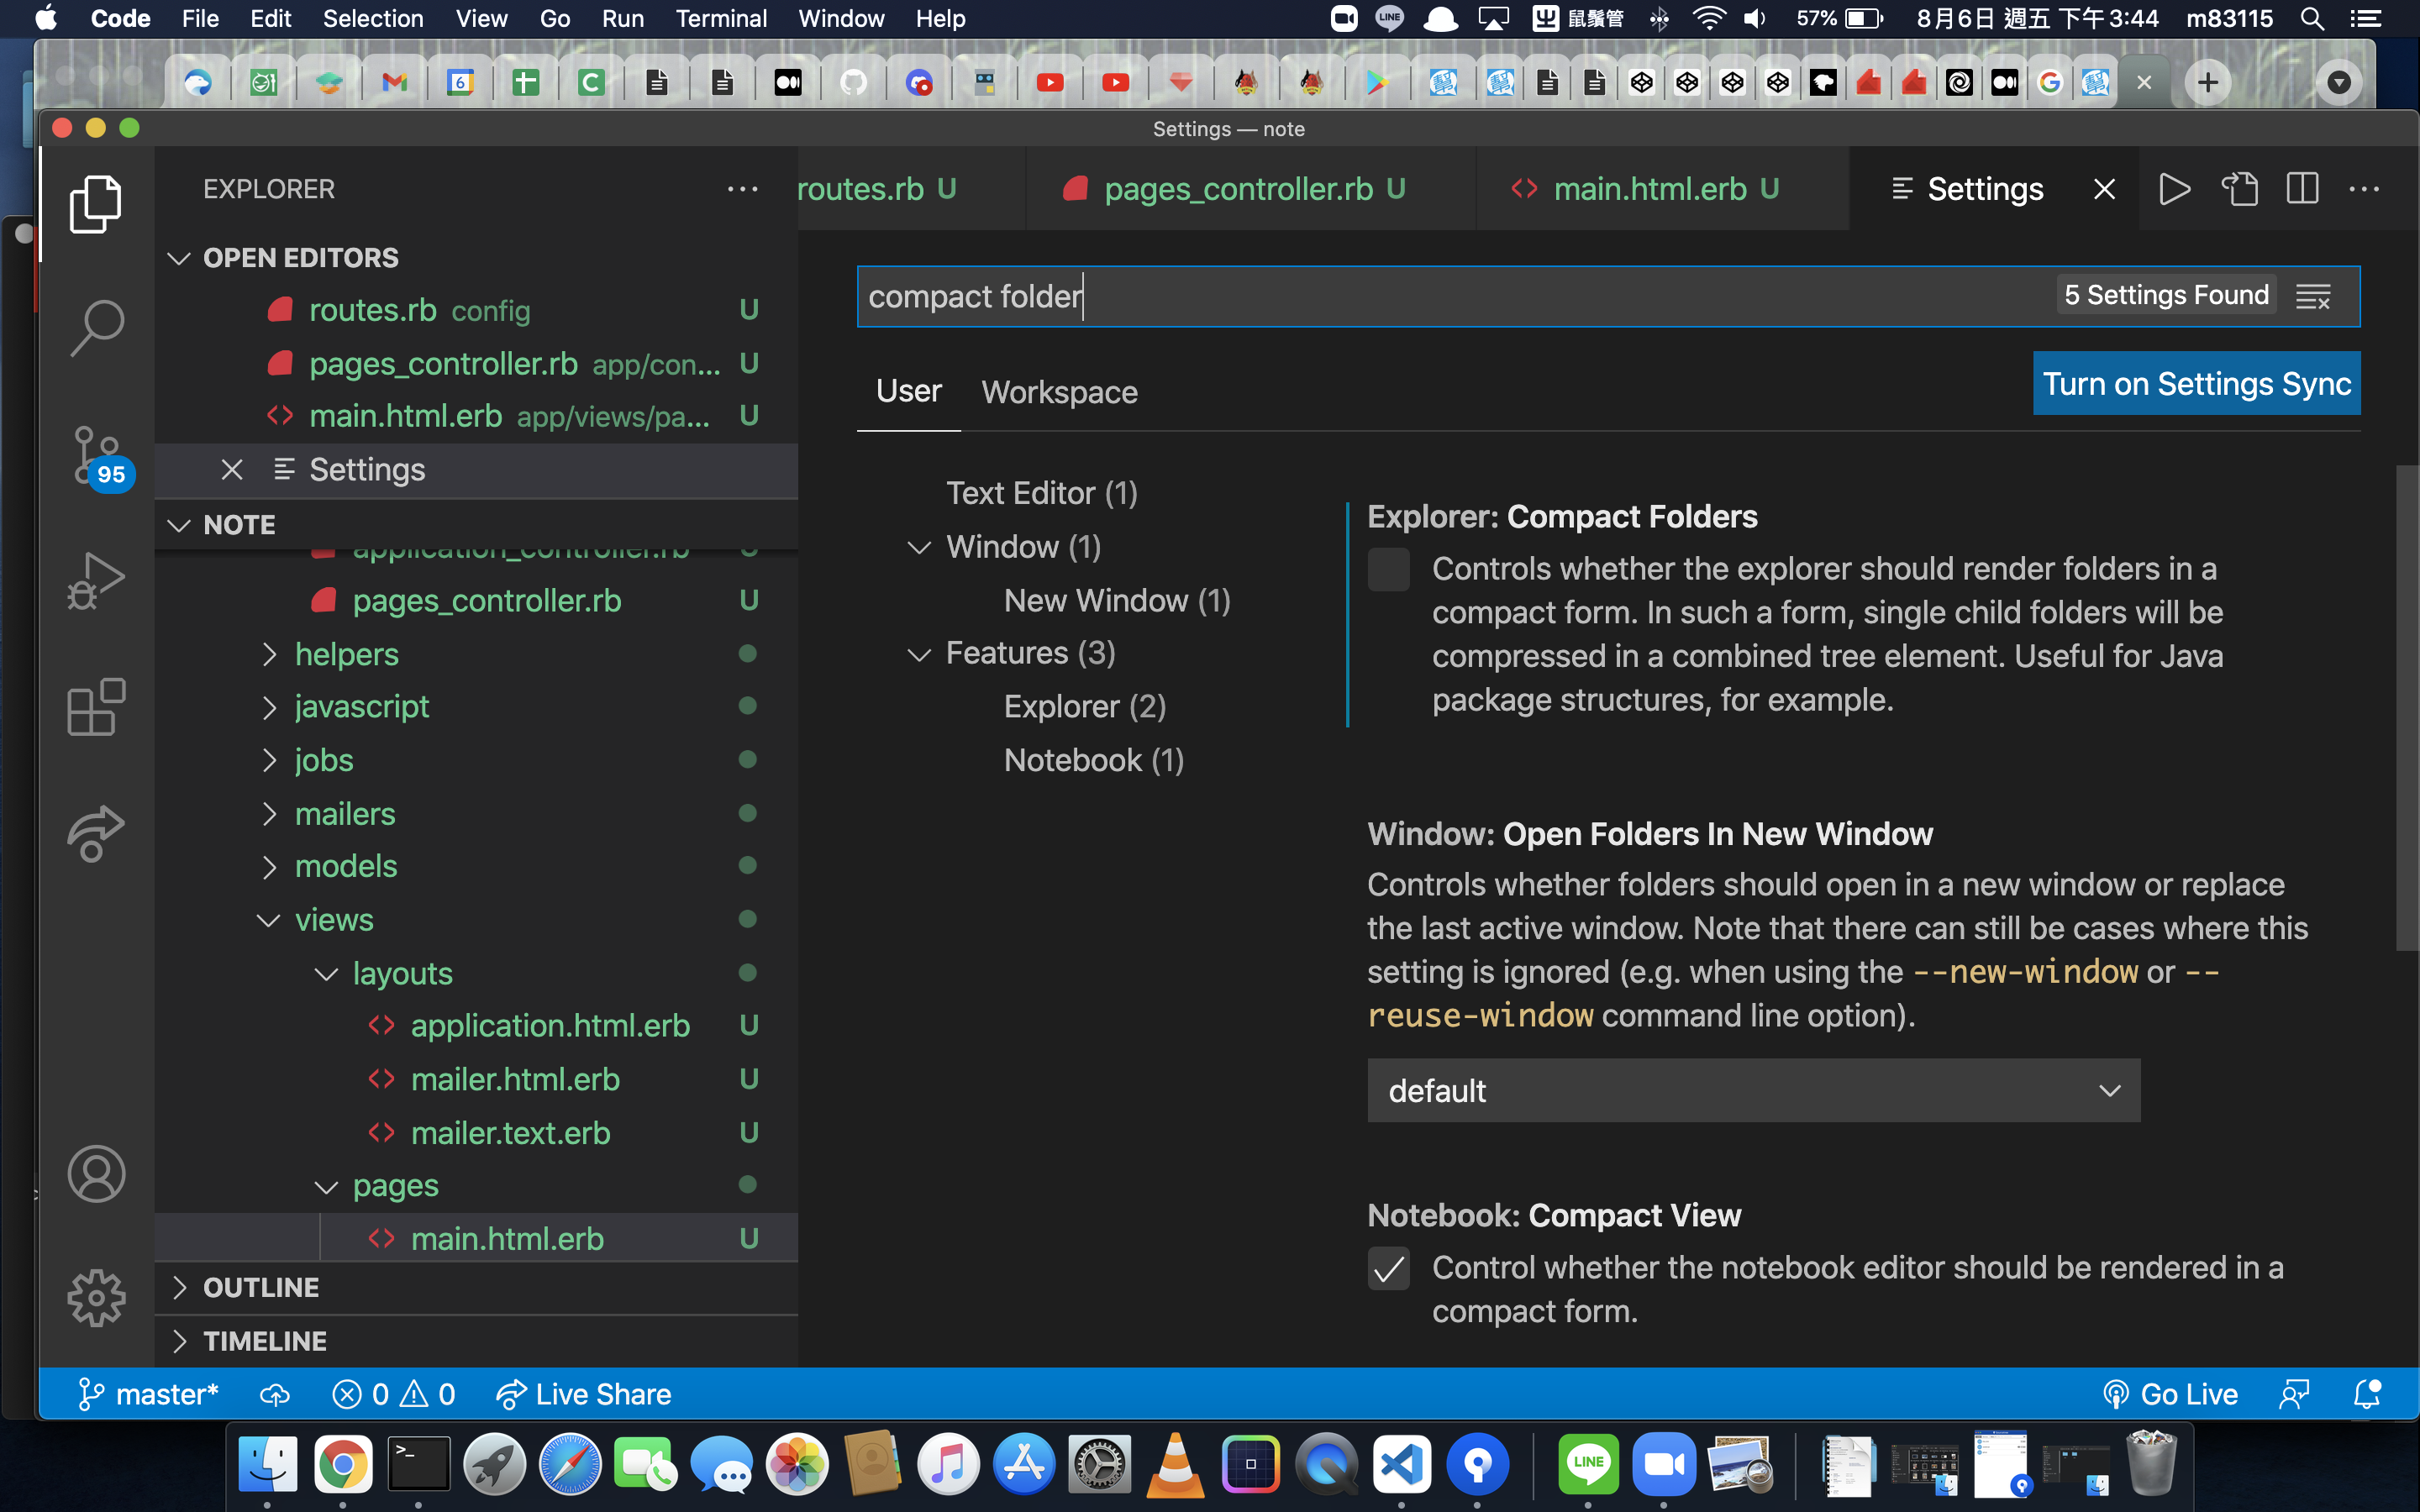 Code File Edit Selection View Go Run Terminal Window Help LINE 鼠鬚管 57% 8月6日 週五 下午3:44 m83115
6
Settings — note
EXPLORER
routes.rb U pages_controller.rb U main.html.erb U Settings
OPEN EDITORS
routes.rb config U
pages_controller.rb app/con... U
main.html.erb app/views/pa... U
Settings
95
NOTE
application_controller.rb U
pages_controller.rb U
helpers
javascript
jobs
mailers
models
views
layouts
application.html.erb U
mailer.html.erb U
mailer.text.erb U
pages
main.html.erb U
OUTLINE
TIMELINE
compact folder 5 Settings Found
Turn on Settings Sync
User Workspace
Text Editor (1)
Window (1)
New Window (1)
Features (3)
Explorer (2)
Notebook (1)
Explorer: Compact Folders
Controls whether the explorer should render folders in a
compact form. In such a form, single child folders will be
compressed in a combined tree element. Useful for Java
package structures, for example.
Window: Open Folders In New Window
Controls whether folders should open in a new window or replace
the last active window. Note that there can still be cases where this
setting is ignored (e.g. when using the --new-window or --
reuse-window command line option).
default
Notebook: Compact View
Control whether the notebook editor should be rendered in a
compact form.
master* 0 0 Live Share Go Live
LINE